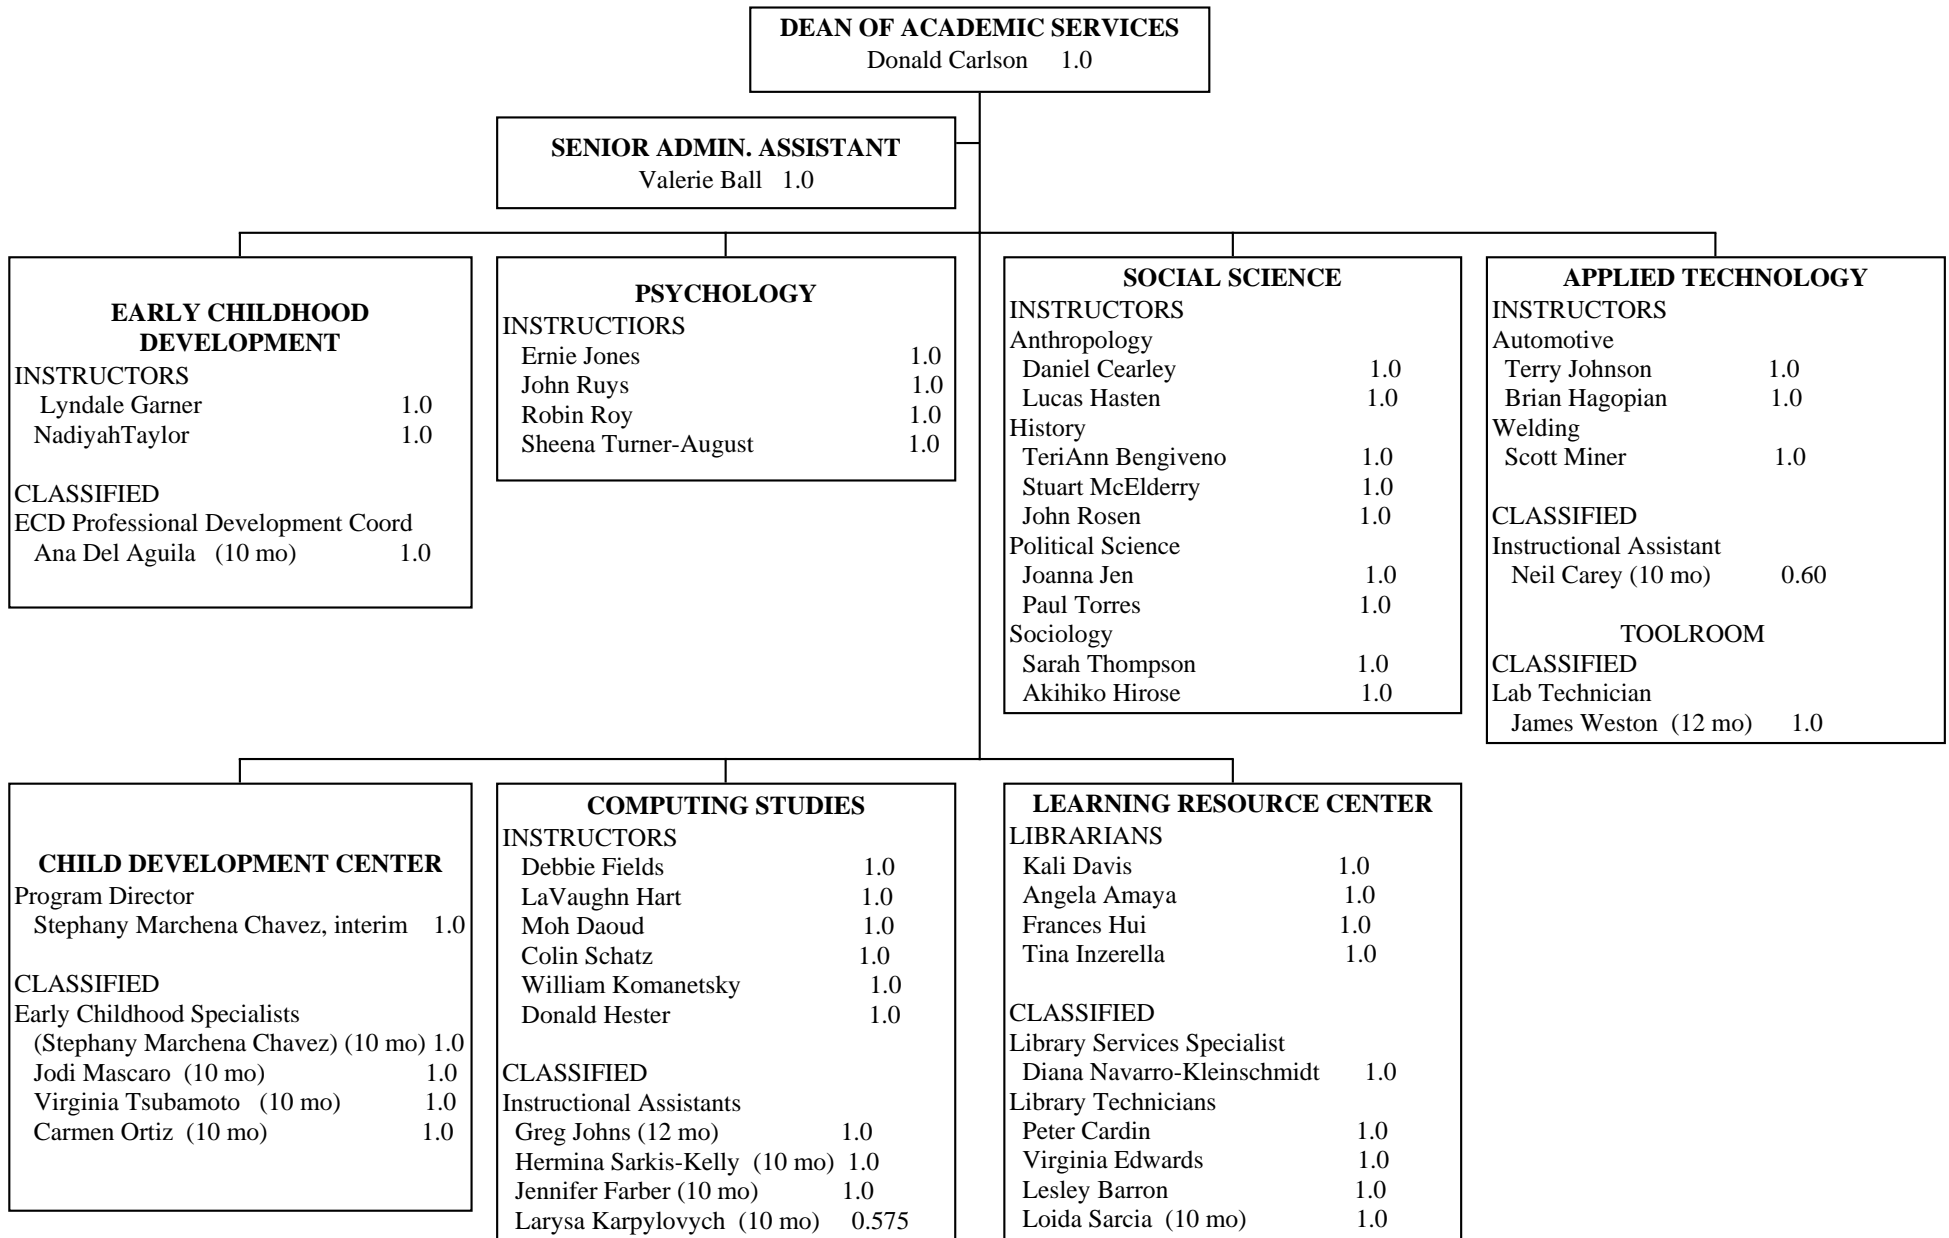 DEAN OF ACADEMIC SERVICES
Donald Carlson 1.0
SENIOR ADMIN. ASSISTANT
Valerie Ball 1.0
EARLY CHILDHOOD
DEVELOPMENT
INSTRUCTORS
Lyndale Garner 1.0
NadiyahTaylor 1.0
CLASSIFIED
ECD Professional Development Coord
Ana Del Aguila (10 mo) 1.0
PSYCHOLOGY
INSTRUCTIORS
Ernie Jones 1.0
John Ruys 1.0
Robin Roy 1.0
Sheena Turner-August 1.0
SOCIAL SCIENCE
INSTRUCTORS
Anthropology
Daniel Cearley 1.0
Lucas Hasten 1.0
History
TeriAnn Bengiveno 1.0
Stuart McElderry 1.0
John Rosen 1.0
Political Science
Joanna Jen 1.0
Paul Torres 1.0
Sociology
Sarah Thompson 1.0
Akihiko Hirose 1.0
APPLIED TECHNOLOGY
INSTRUCTORS
Automotive
Terry Johnson 1.0
Brian Hagopian 1.0
Welding
Scott Miner 1.0
CLASSIFIED
Instructional Assistant
Neil Carey (10 mo) 0.60
TOOLROOM
CLASSIFIED
Lab Technician
James Weston (12 mo) 1.0
CHILD DEVELOPMENT CENTER
Program Director
Stephany Marchena Chavez, interim 1.0
CLASSIFIED
Early Childhood Specialists
(Stephany Marchena Chavez) (10 mo) 1.0
Jodi Mascaro (10 mo) 1.0
Virginia Tsubamoto (10 mo) 1.0
Carmen Ortiz (10 mo) 1.0
COMPUTING STUDIES
INSTRUCTORS
Debbie Fields 1.0
LaVaughn Hart 1.0
Moh Daoud 1.0
Colin Schatz 1.0
William Komanetsky 1.0
Donald Hester 1.0
CLASSIFIED
Instructional Assistants
Greg Johns (12 mo) 1.0
Hermina Sarkis-Kelly (10 mo) 1.0
Jennifer Farber (10 mo) 1.0
Larysa Karpylovych (10 mo) 0.575
LEARNING RESOURCE CENTER
LIBRARIANS
Kali Davis 1.0
Angela Amaya 1.0
Frances Hui 1.0
Tina Inzerella 1.0
CLASSIFIED
Library Services Specialist
Diana Navarro-Kleinschmidt 1.0
Library Technicians
Peter Cardin 1.0
Virginia Edwards 1.0
Lesley Barron 1.0
Loida Sarcia (10 mo) 1.0